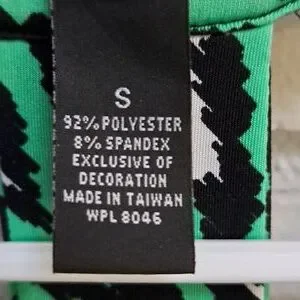 S
92% POLYESTER
8% SPANDEX
EXCLUSIVE OF
DECORATION
MADE IN TAIWAN
WPL 8046